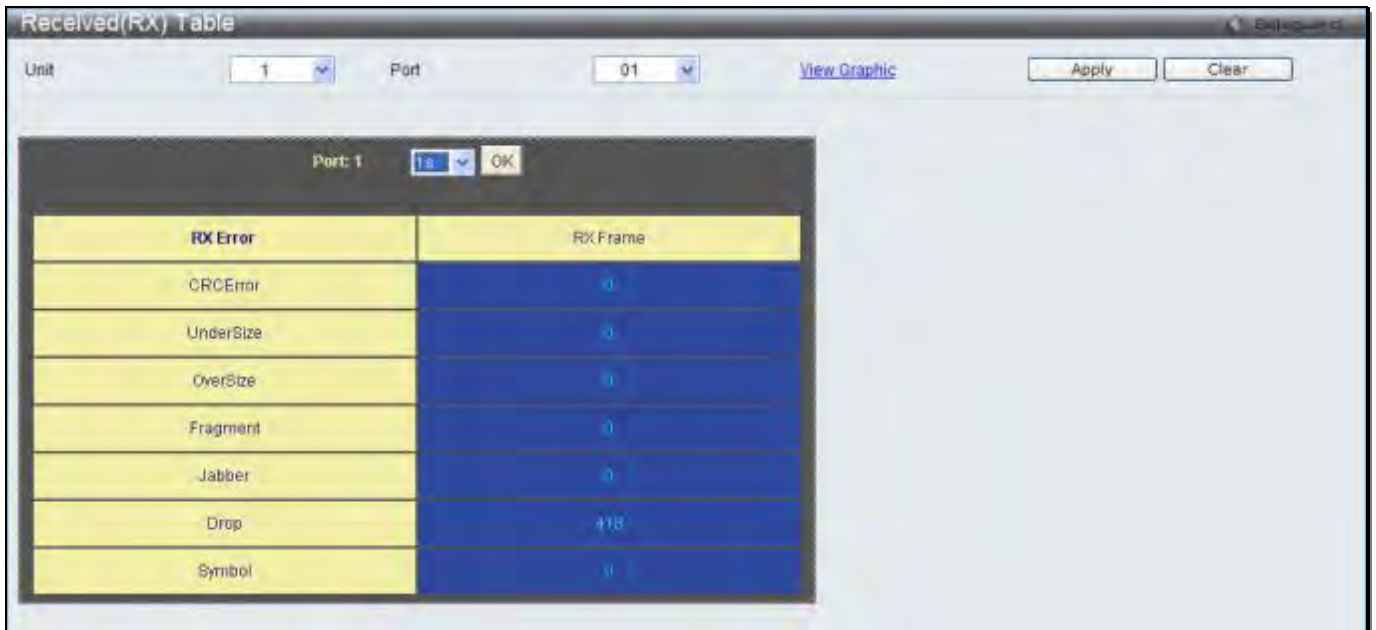 Received(RX) Table
Safeguard
Unit 1 Port 01 View Graphic Apply Clear
Port: 1 1s OK
RX Error RX Frame
CRCError 0
UnderSize 0
OverSize 0
Fragment 0
Jabber 0
Drop
Symbol 0